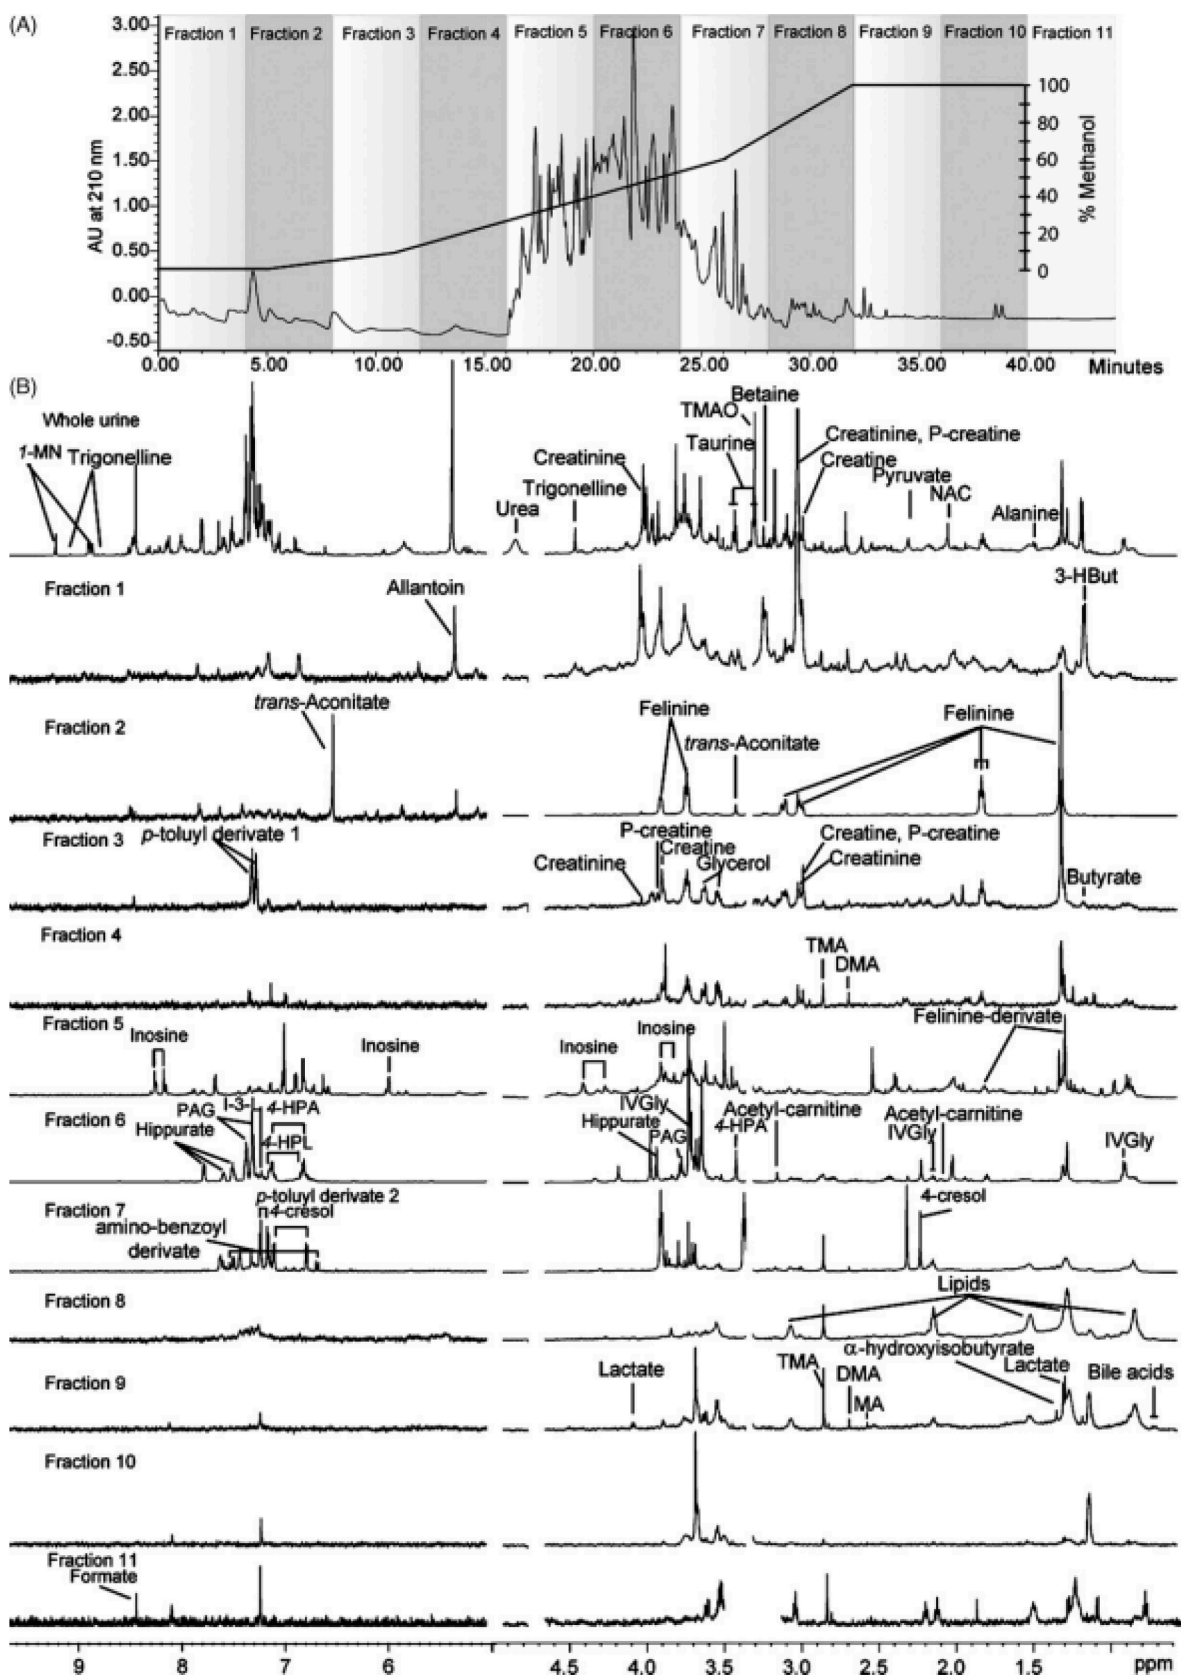 (A)
3.00
2.50
2.00
1.50
1.00
0.50
0.00
-0.50
AU at 210 nm
Fraction 1
Fraction 2
Fraction 3
Fraction 4
Fraction 5
Fraction 6
Fraction 7
Fraction 8
Fraction 9
Fraction 10
Fraction 11
100
80
60
40
20
0
% Methanol
0.00
5.00
10.00
15.00
20.00
25.00
30.00
35.00
40.00
Minutes
(B)
Whole urine
1-MN
Trigonelline
Urea
Trigonelline
Creatinine
Taurine
TMAO
Betaine
Creatinine, P-creatine
Creatine
Pyruvate
NAC
Alanine
Fraction 1
Allantoin
3-HBut
Fraction 2
trans-Aconitate
Felinine
trans-Aconitate
Felinine
Fraction 3
p-toluyl derivate 1
Creatinine
P-creatine
Creatine
Glycerol
Creatine, P-creatine
Creatinine
Butyrate
Fraction 4
TMA
DMA
Fraction 5
Inosine
Inosine
Inosine
Inosine
Felinine-derivate
Fraction 6
PAG
Hippurate
I-3-
4-HPA
4-HPL
Hippurate
IVGly
PAG
4-HPA
Acetyl-carnitine
Acetyl-carnitine
IVGly
IVGly
Fraction 7
p-toluyl derivate 2
4-cresol
amino-benzoyl
derivate
4-cresol
Fraction 8
Lipids
Fraction 9
Lactate
TMA
DMA
MA
α-hydroxyisobutyrate
Lactate
Bile acids
Fraction 10
Fraction 11
Formate
9
8
7
6
4.5
4.0
3.5
3.0
2.5
2.0
1.5
ppm